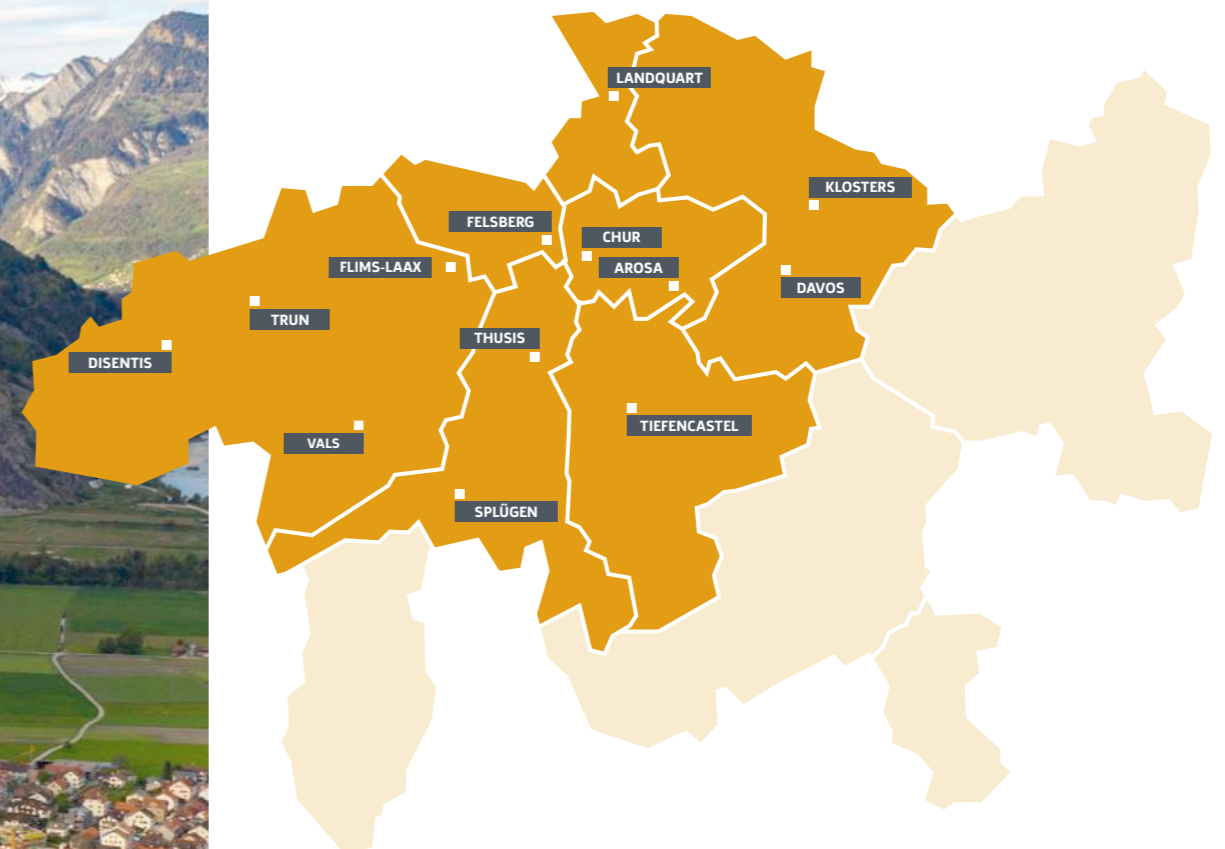 LANDQUART
KLOSTERS
FELSBERG
CHUR
FLIMS-LAAX
AROSA
DAVOS
TRUN
THUSIS
DISENTIS
TIEFENCASTEL
VALS
SPLÜGEN